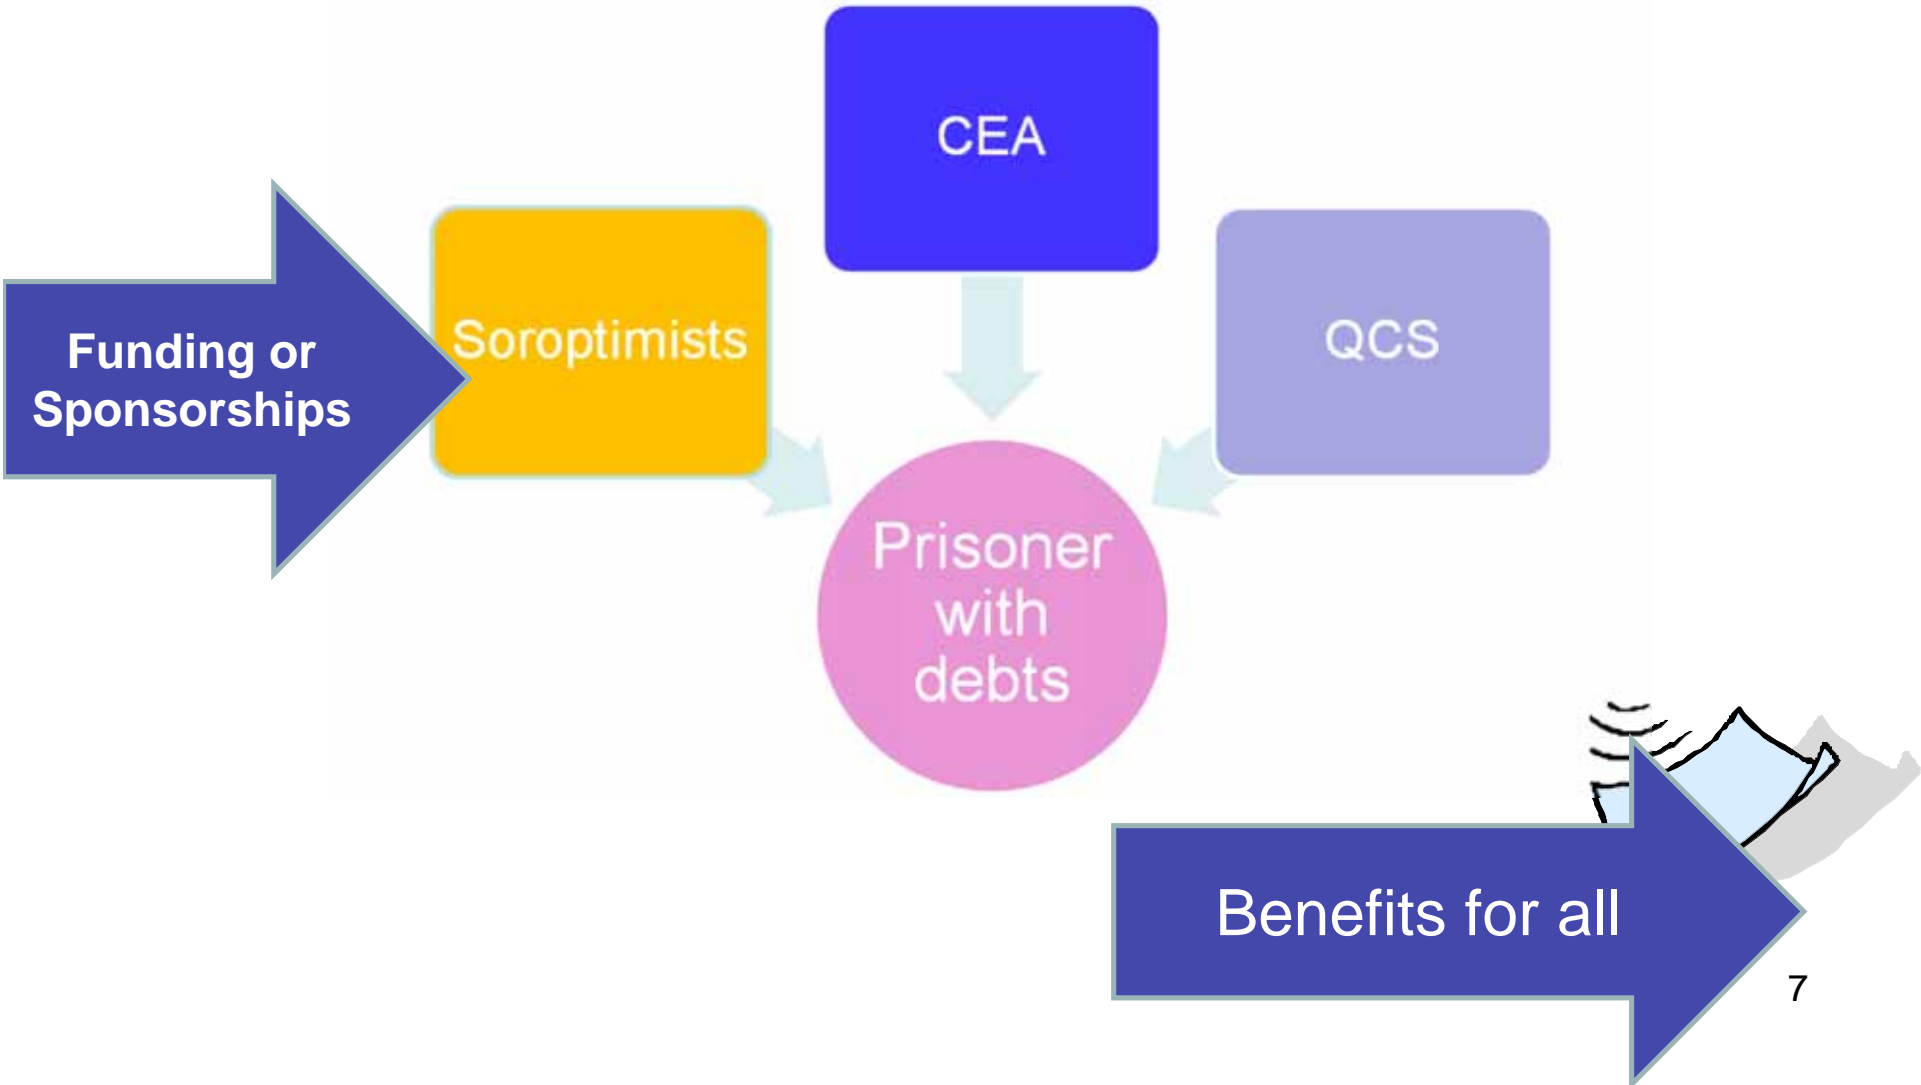 CEA
Funding or
Sponsorships
Soroptimists
QCS
Prisoner
with
debts
Benefits for all
7